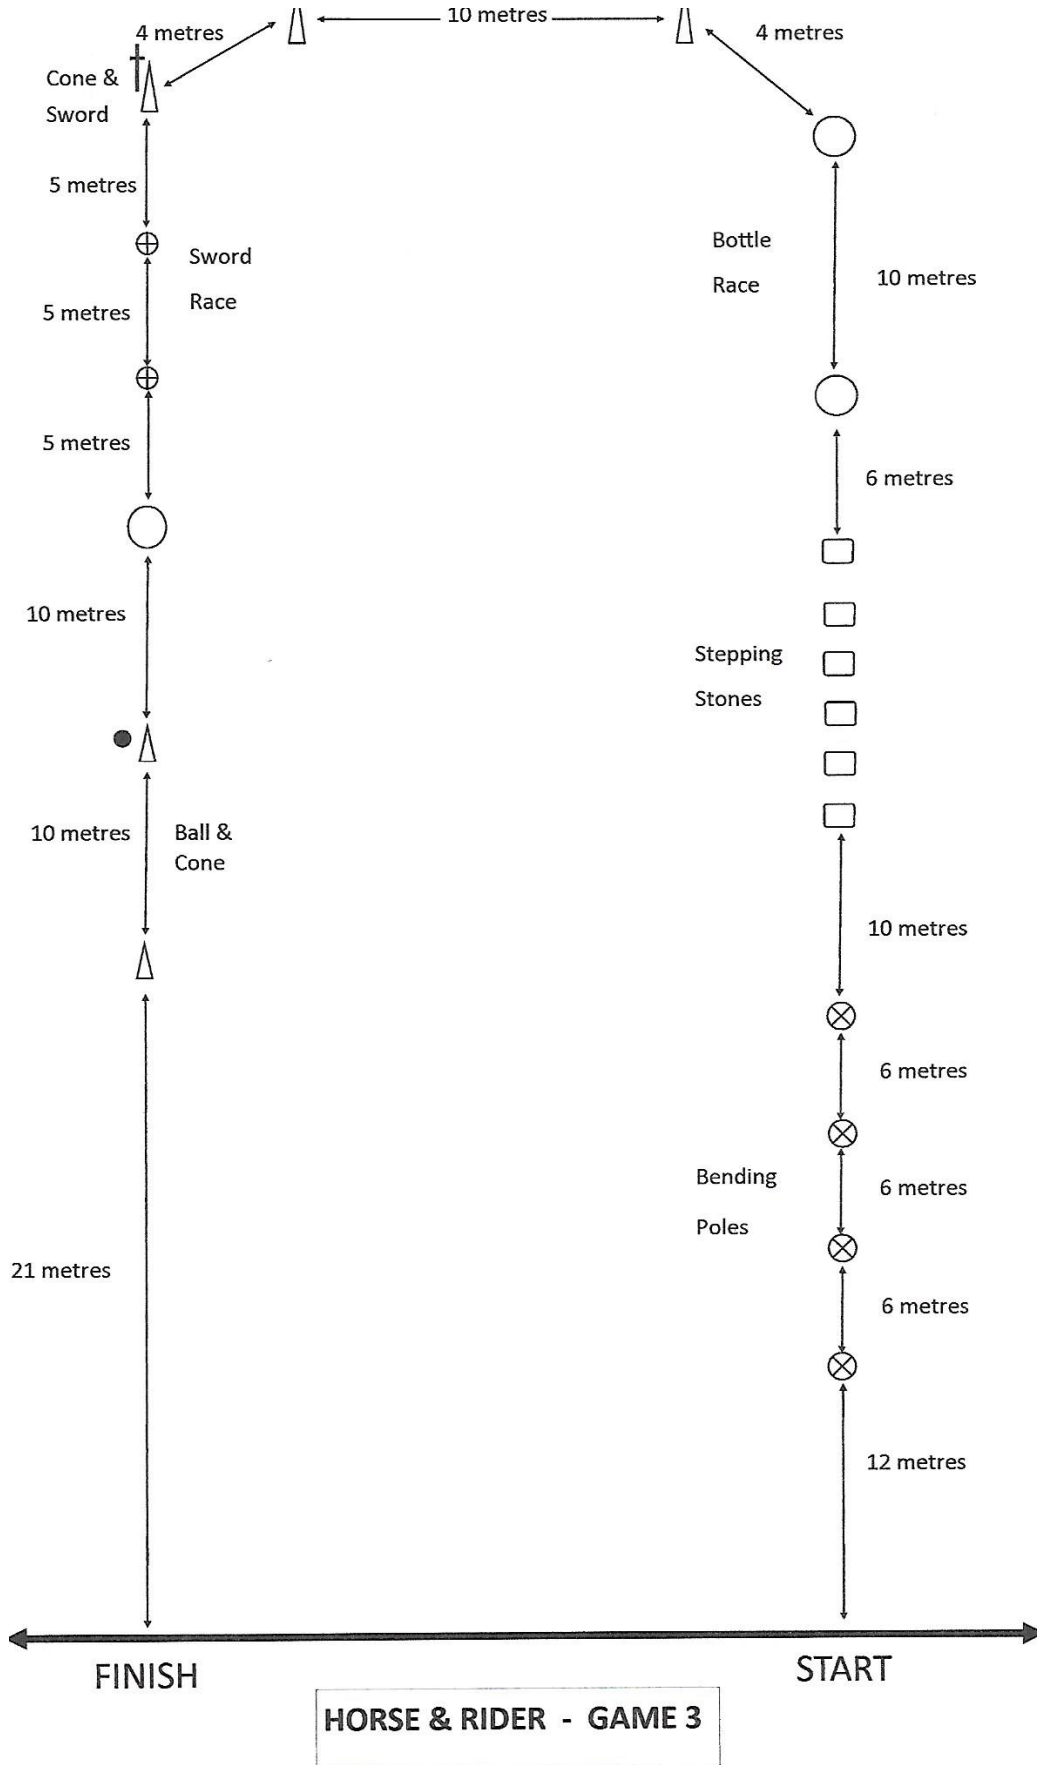 10 metres
4 metres
4 metres
Cone &
Sword
5 metres
Sword
Race
5 metres
5 metres
10 metres
10 metres
Ball &
Cone
21 metres
Bottle
Race
10 metres
6 metres
Stepping
Stones
10 metres
6 metres
Bending
Poles
6 metres
6 metres
12 metres
FINISH
START
HORSE & RIDER - GAME 3